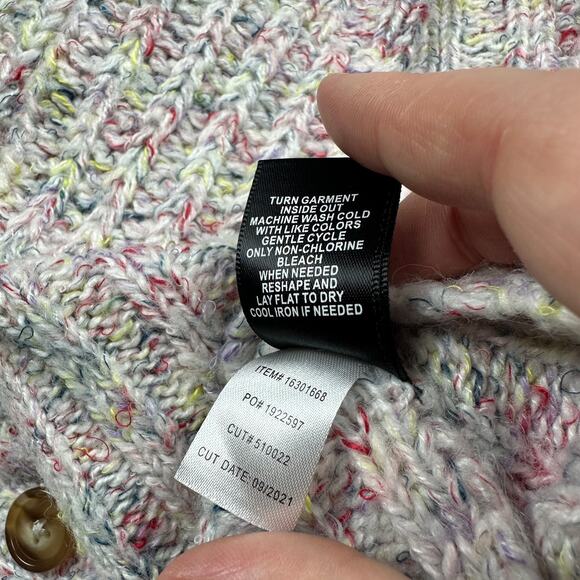 TURN GARMENT
INSIDE OUT
MACHINE WASH COLD
WITH LIKE COLORS
GENTLE CYCLE
ONLY NON-CHLORINE
BLEACH
WHEN NEEDED
RESHAPE AND
LAY FLAT TO DRY
COOL IRON IF NEEDED
ITEM# 16301668
PO# 1922597
CUT# 510022
CUT DATE: 08/2021